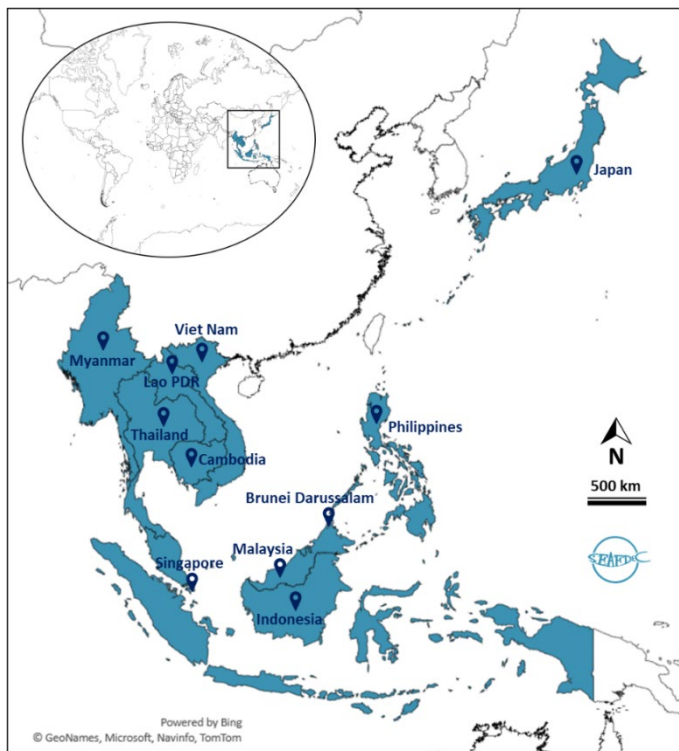 Japan
Viet Nam
Myanmar
Lao PDR
Thailand
Philippines
Cambodia
N
500 km
Brunei Darussalam
Malaysia
Singapore
SEAFDEC
Indonesia
Powered by Bing
© GeoNames, Microsoft, Navinfo, TomTom